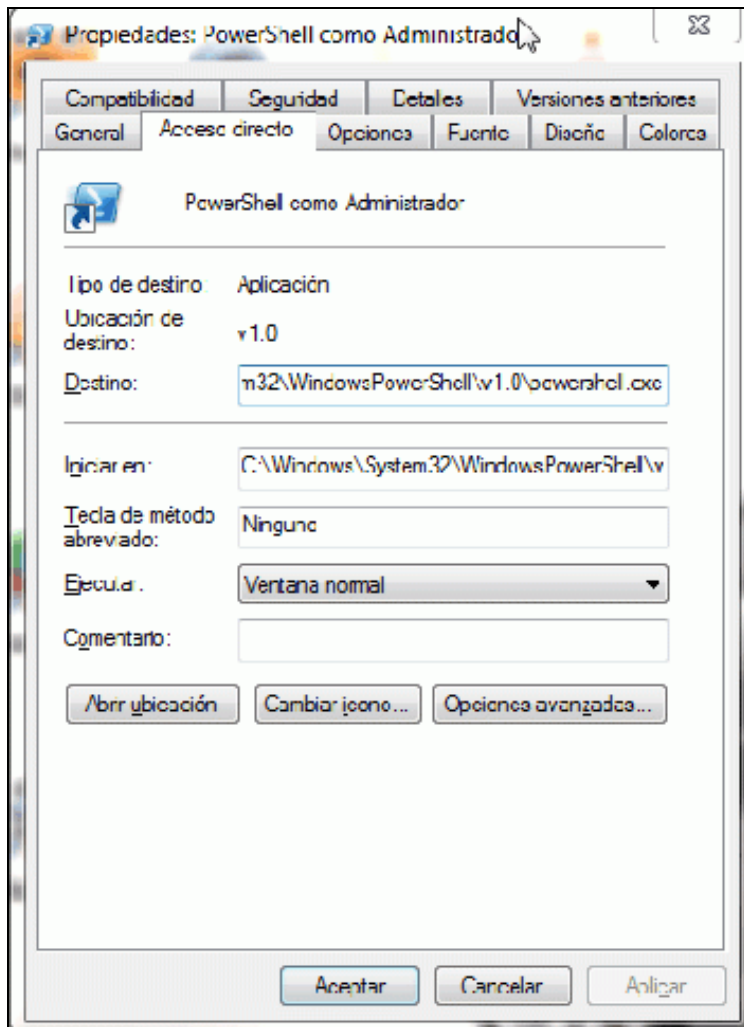 Propiedades: PowerShell como Administrador
Compatibilidad Seguridad Detalles Versiones anteriores
General Acceso directo Opciones Fuente Diseño Colores
PowerShell como Administrador
Tipo de destino Aplicación
Ubicación de
destino: v1.0
Destino: m32\WindowsPowerShell\v1.0\powershell.exe
Iniciar en: C:\Windows\System32\WindowsPowerShell\v
Tecla de método
abreviado: Ninguno
Ejecutar: Ventana normal
Comentario:
Abrir ubicación Cambiar icono... Opciones avanzadas...
Aceptar Cancelar Aplicar